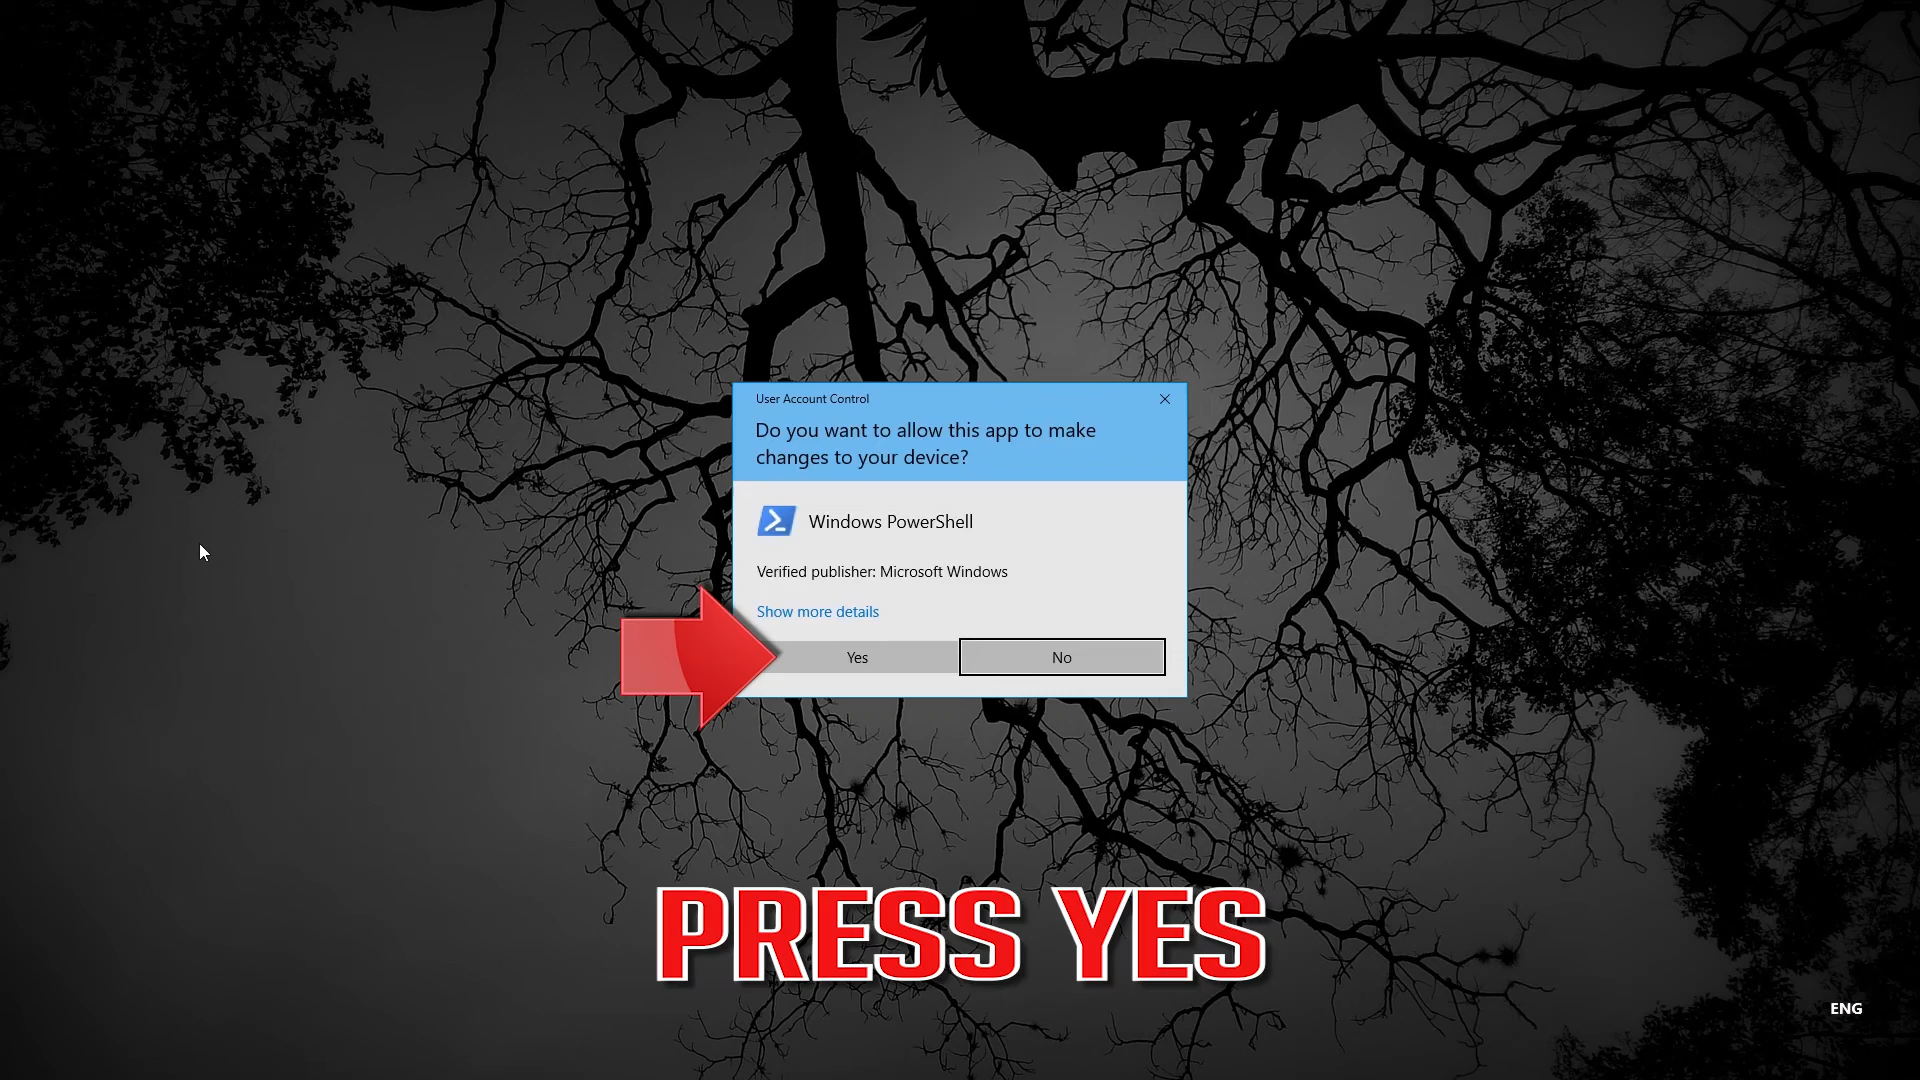 User Account Control
Do you want to allow this app to make
changes to your device?
Windows PowerShell
Verified publisher: Microsoft Windows
Show more details
Yes
No
PRESS YES
ENG